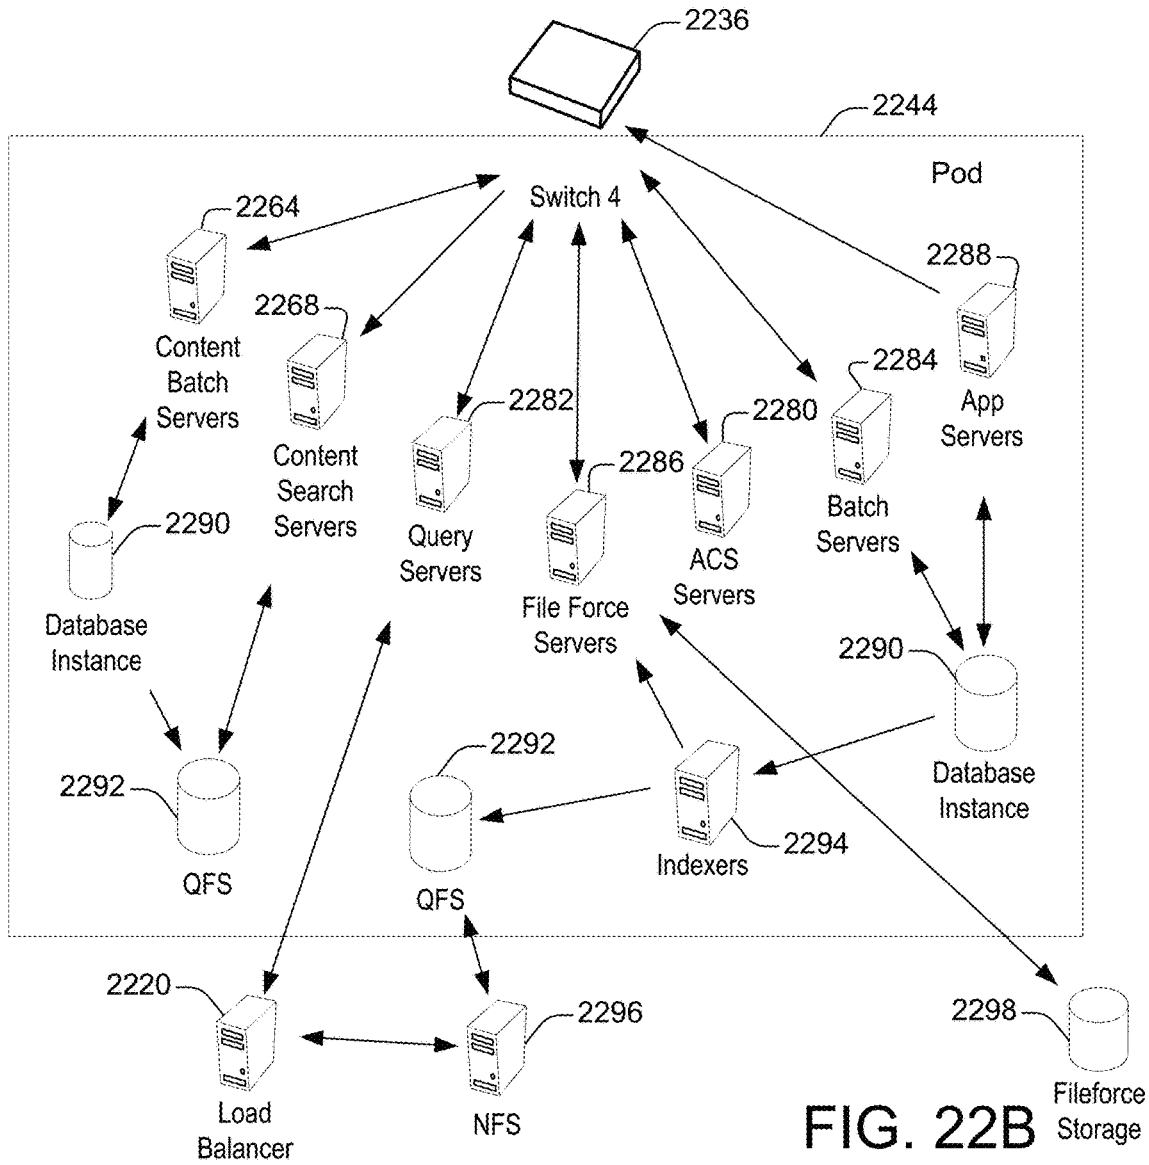 2236
2244
Pod
Switch 4
2264
Content
Batch
Servers
2268
Content
Search
Servers
2282
Query
Servers
2286
File Force
Servers
2280
ACS
Servers
2284
Batch
Servers
2288
App
Servers
2290
Database
Instance
2290
Database
Instance
2292
QFS
2292
QFS
2294
Indexers
2220
Load
Balancer
2296
NFS
2298
Fileforce
Storage
FIG. 22B